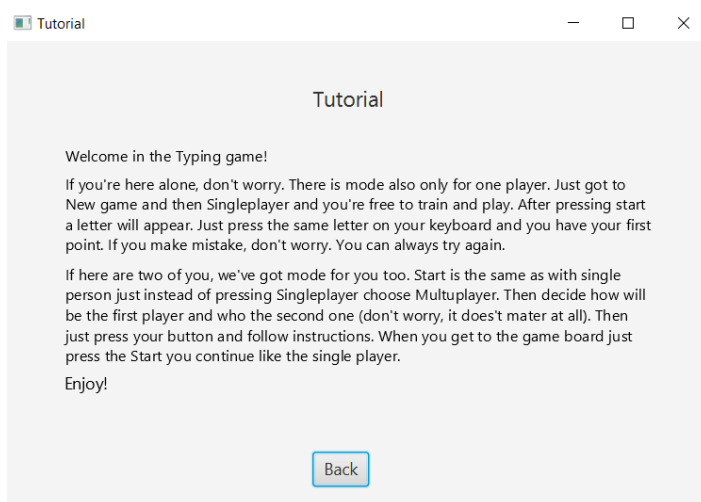 Tutorial
Tutorial
Welcome in the Typing game!
If you're here alone, don't worry. There is mode also only for one player. Just got to
New game and then Singleplayer and you're free to train and play. After pressing start
a letter will appear. Just press the same letter on your keyboard and you have your first
point. If you make mistake, don't worry. You can always try again.
If here are two of you, we've got mode for you too. Start is the same as with single
person just instead of pressing Singleplayer choose Multuplayer. Then decide how will
be the first player and who the second one (don't worry, it does't mater at all). Then
just press your button and follow instructions. When you get to the game board just
press the Start you continue like the single player.
Enjoy!
Back